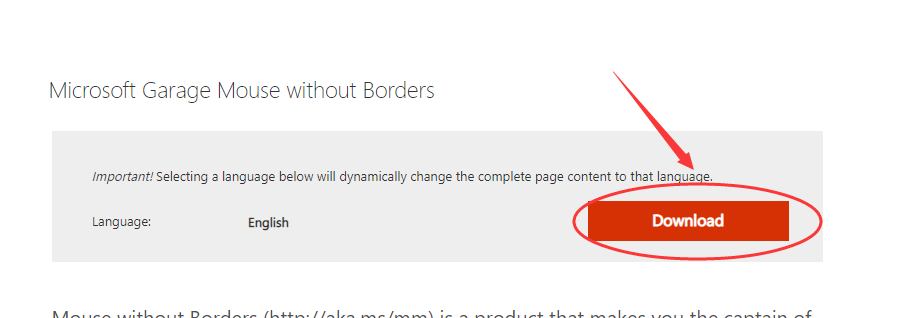 Microsoft Garage Mouse without Borders
Important! Selecting a language below will dynamically change the complete page content to that language.
Language:
English
Download
Mouse without Borders (http://aka.ms/mm) is a product that makes you the captain of